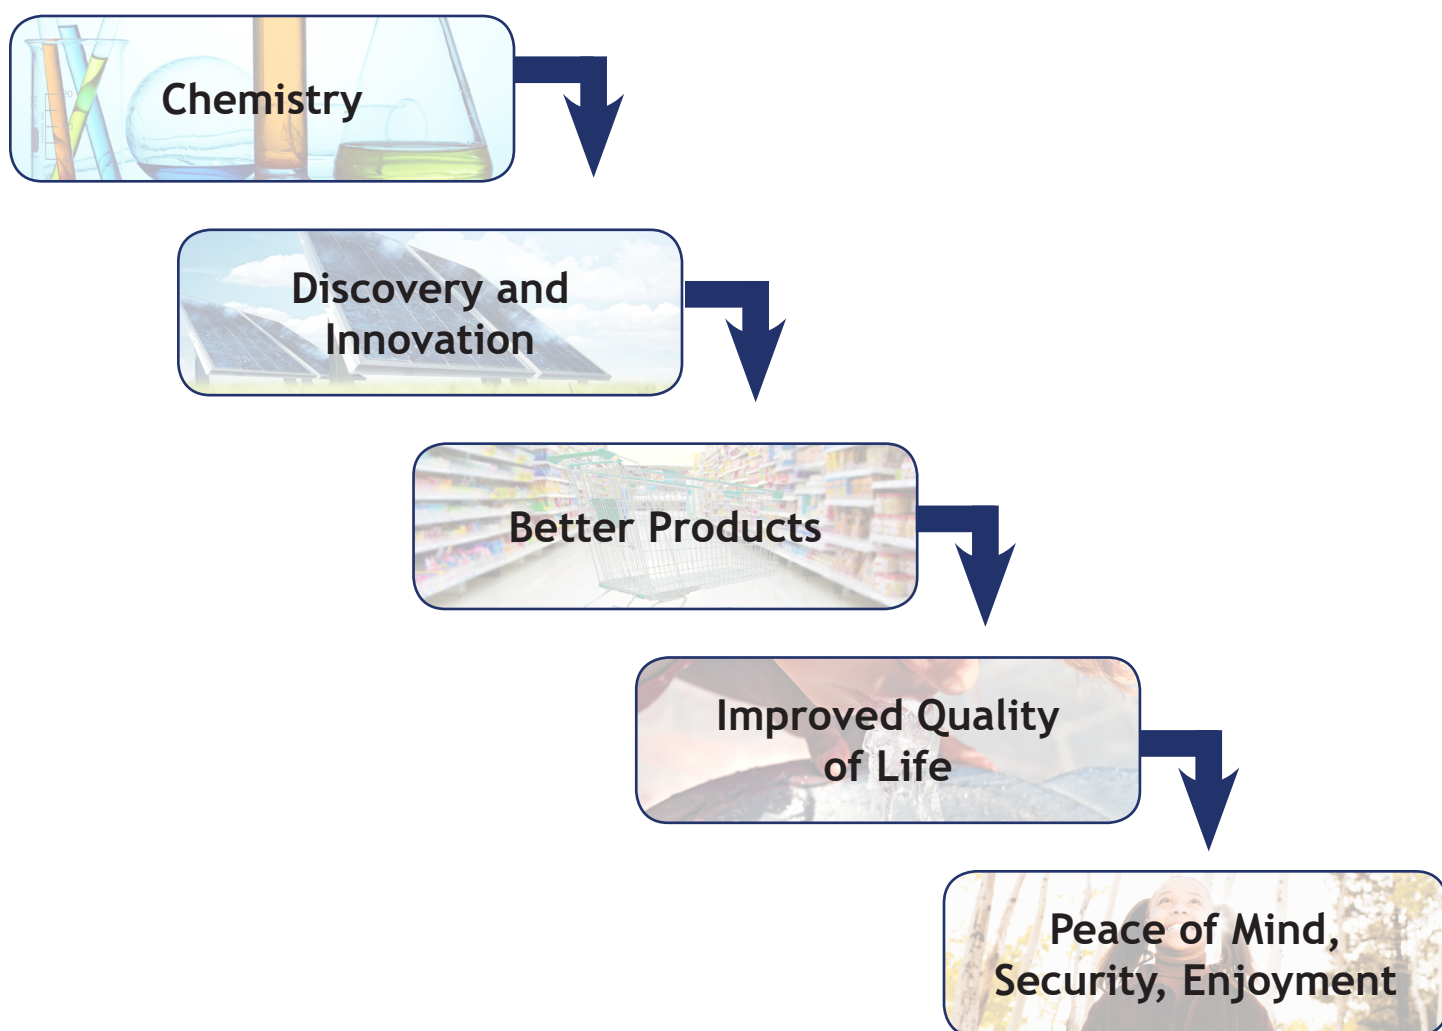 Chemistry
Discovery and
Innovation
Better Products
Improved Quality
of Life
Peace of Mind,
Security, Enjoyment